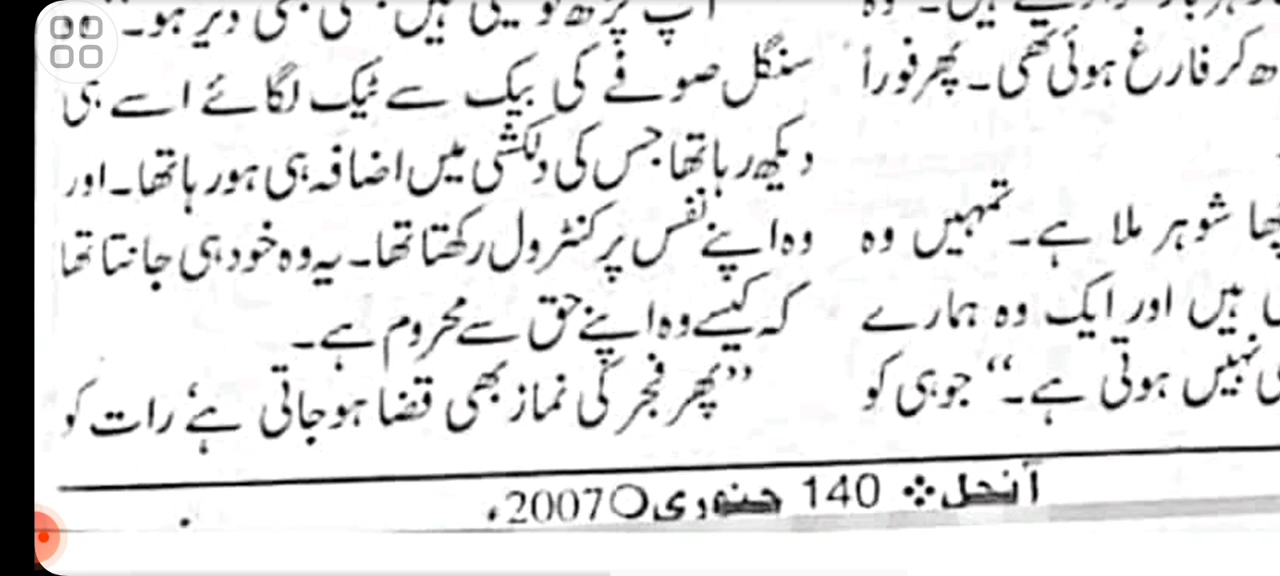 ھ کر فارغ ہوئی تھی۔ پھر فوراً
شوہر ملا ہے۔ تمہیں وہ
ہیں اور ایک وہ ہمارے
نہیں ہوتی ہے۔“ جوہی کو
دیر ہو۔
سنگل صوفے کی بیک سے ٹیک لگائے اسے ہی
دیکھ رہا تھا جس کی دلکشی میں اضافہ ہی ہو رہا تھا۔ اور
وہ اپنے نفس پر کنٹرول رکھتا تھا۔ یہ وہ خود ہی جانتا تھا
کہ کیسے وہ اپنے حق سے محروم ہے۔
”پھر فجر کی نماز بھی قضا ہو جاتی ہے‘ رات کو
آنچل 140 جنوری 2007ء